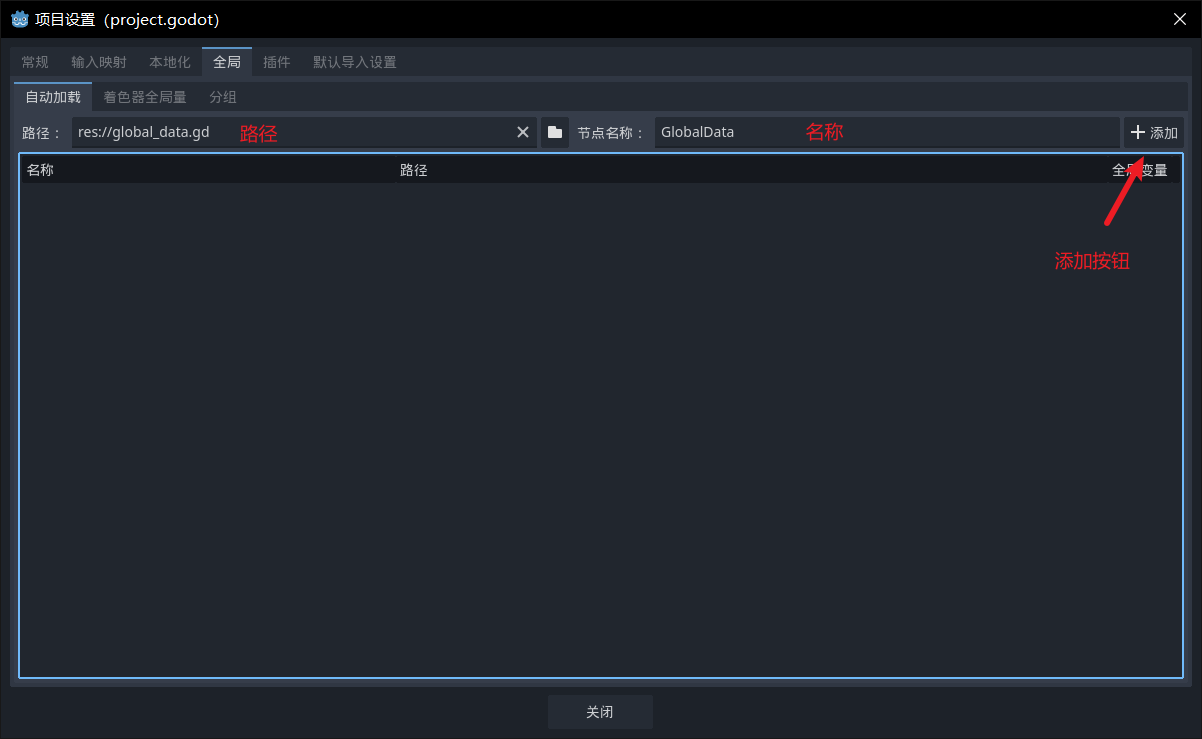 项目设置（project.godot）
常规 输入映射 本地化 全局 插件 默认导入设置
自动加载 着色器全局量 分组
路径： res://global_data.gd 路径 节点名称： GlobalData 名称 添加
名称 路径 全局变量
添加按钮
关闭